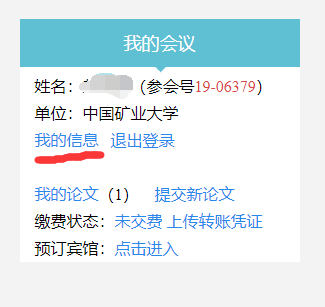 我的会议
姓名：（参会号19-06379）
单位：中国矿业大学
我的信息 退出登录
我的论文（1） 提交新论文
缴费状态：未交费 上传转账凭证
预订宾馆：点击进入